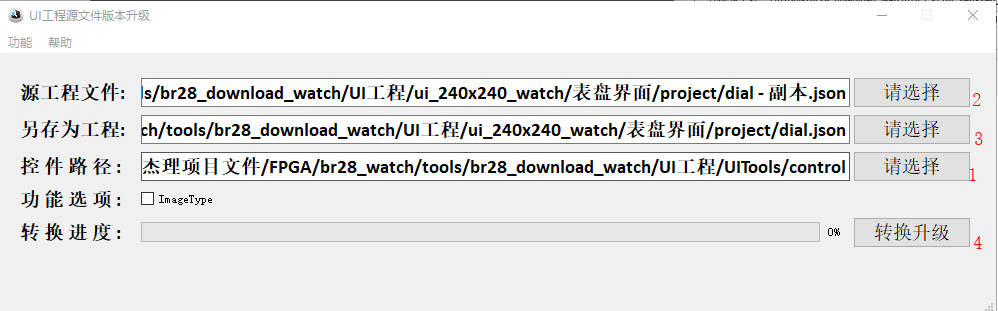 UI工程源文件版本升级
功能 帮助
源工程文件: ls/br28_download_watch/UI工程/ui_240x240_watch/表盘界面/project/dial - 副本.json 请选择 2
另存为工程: ch/tools/br28_download_watch/UI工程/ui_240x240_watch/表盘界面/project/dial.json 请选择 3
控件路径: 杰理项目文件/FPGA/br28_watch/tools/br28_download_watch/UI工程/UITools/control 请选择 1
功能选项: ImageType
转换进度: 0% 转换升级 4